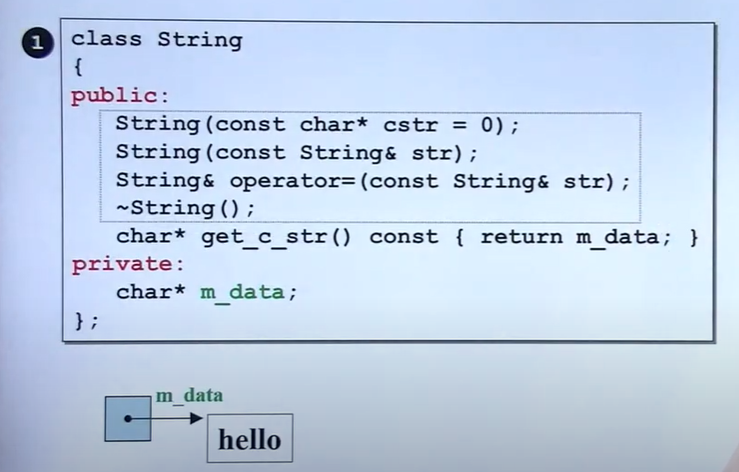 1
class String
{
public:
String(const char* cstr = 0);
String(const String& str);
String& operator=(const String& str);
~String();
char* get_c_str() const { return m_data; }
private:
char* m_data;
};
m_data
hello